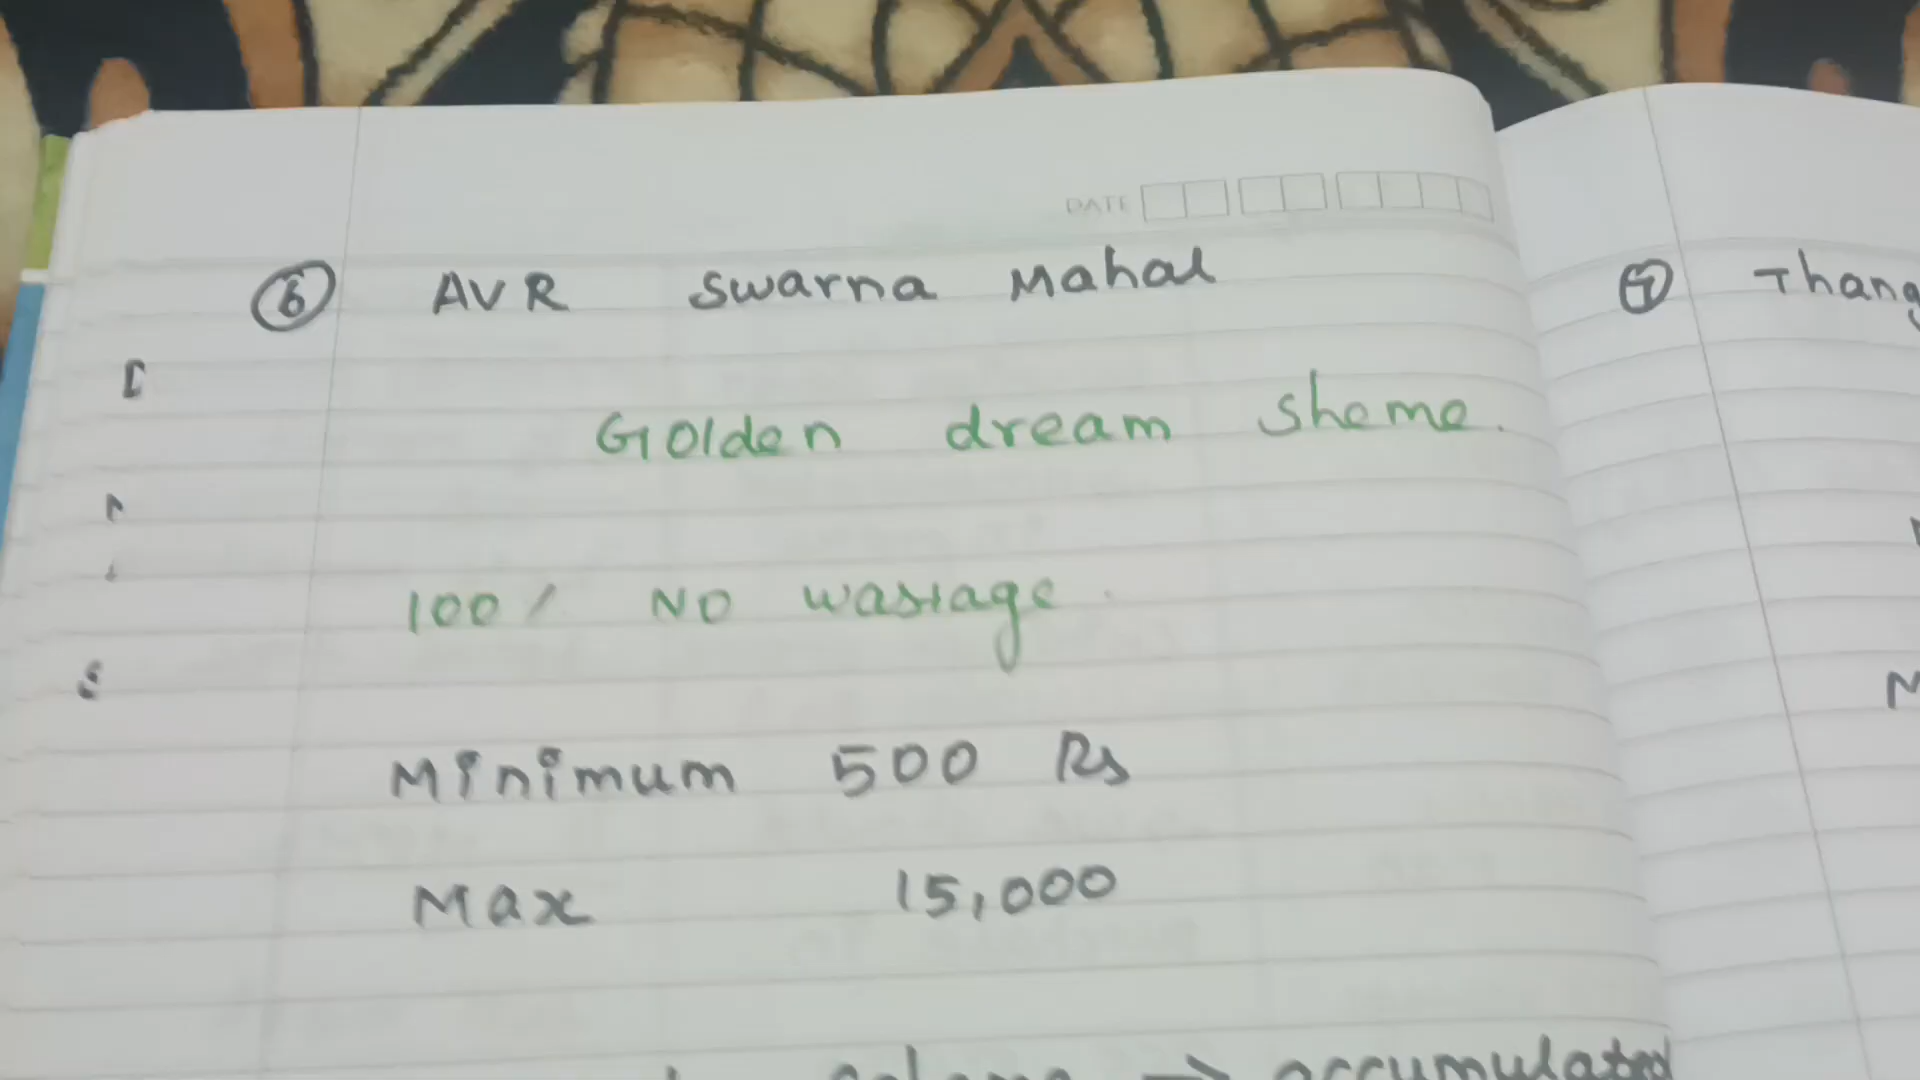 DATE
6 AVR Swarna Mahal
Golden dream Sheme.
100/ NO wastage.
Minimum 500 Rs
Max 15,000
→ accumulated
7 Thang